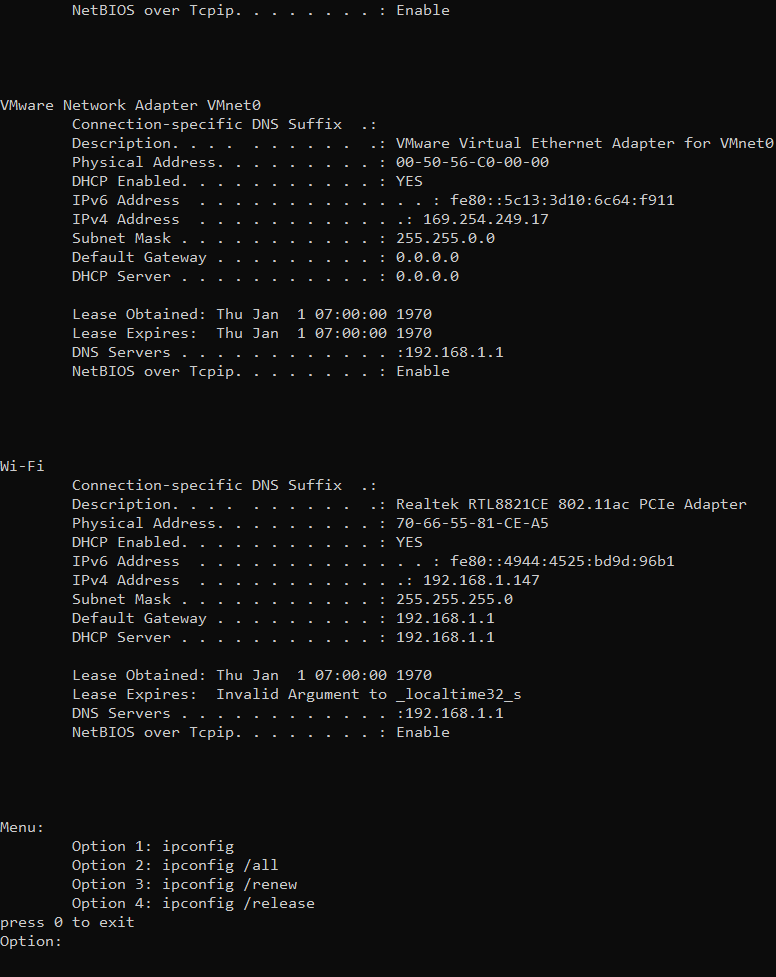 NetBIOS over Tcpip. . . . . . . . : Enable
VMware Network Adapter VMnet0
Connection-specific DNS Suffix  .:
Description. . . .  . . . . . . .: VMware Virtual Ethernet Adapter for VMnet0
Physical Address. . . . . . . . . : 00-50-56-C0-00-00
DHCP Enabled. . . . . . . . . . . : YES
IPv6 Address  . . . . . . . . . . . . . : fe80::5c13:3d10:6c64:f911
IPv4 Address  . . . . . . . . . . . .: 169.254.249.17
Subnet Mask . . . . . . . . . . . : 255.255.0.0
Default Gateway . . . . . . . . . : 0.0.0.0
DHCP Server . . . . . . . . . . . : 0.0.0.0
Lease Obtained: Thu Jan  1 07:00:00 1970
Lease Expires:  Thu Jan  1 07:00:00 1970
DNS Servers . . . . . . . . . . . . :192.168.1.1
NetBIOS over Tcpip. . . . . . . . : Enable
Wi-Fi
Connection-specific DNS Suffix  .:
Description. . . .  . . . . . . .: Realtek RTL8821CE 802.11ac PCIe Adapter
Physical Address. . . . . . . . . : 70-66-55-81-CE-A5
DHCP Enabled. . . . . . . . . . . : YES
IPv6 Address  . . . . . . . . . . . . . : fe80::4944:4525:bd9d:96b1
IPv4 Address  . . . . . . . . . . . .: 192.168.1.147
Subnet Mask . . . . . . . . . . . : 255.255.255.0
Default Gateway . . . . . . . . . : 192.168.1.1
DHCP Server . . . . . . . . . . . : 192.168.1.1
Lease Obtained: Thu Jan  1 07:00:00 1970
Lease Expires:  Invalid Argument to _localtime32_s
DNS Servers . . . . . . . . . . . . :192.168.1.1
NetBIOS over Tcpip. . . . . . . . : Enable
Menu:
Option 1: ipconfig
Option 2: ipconfig /all
Option 3: ipconfig /renew
Option 4: ipconfig /release
press 0 to exit
Option: